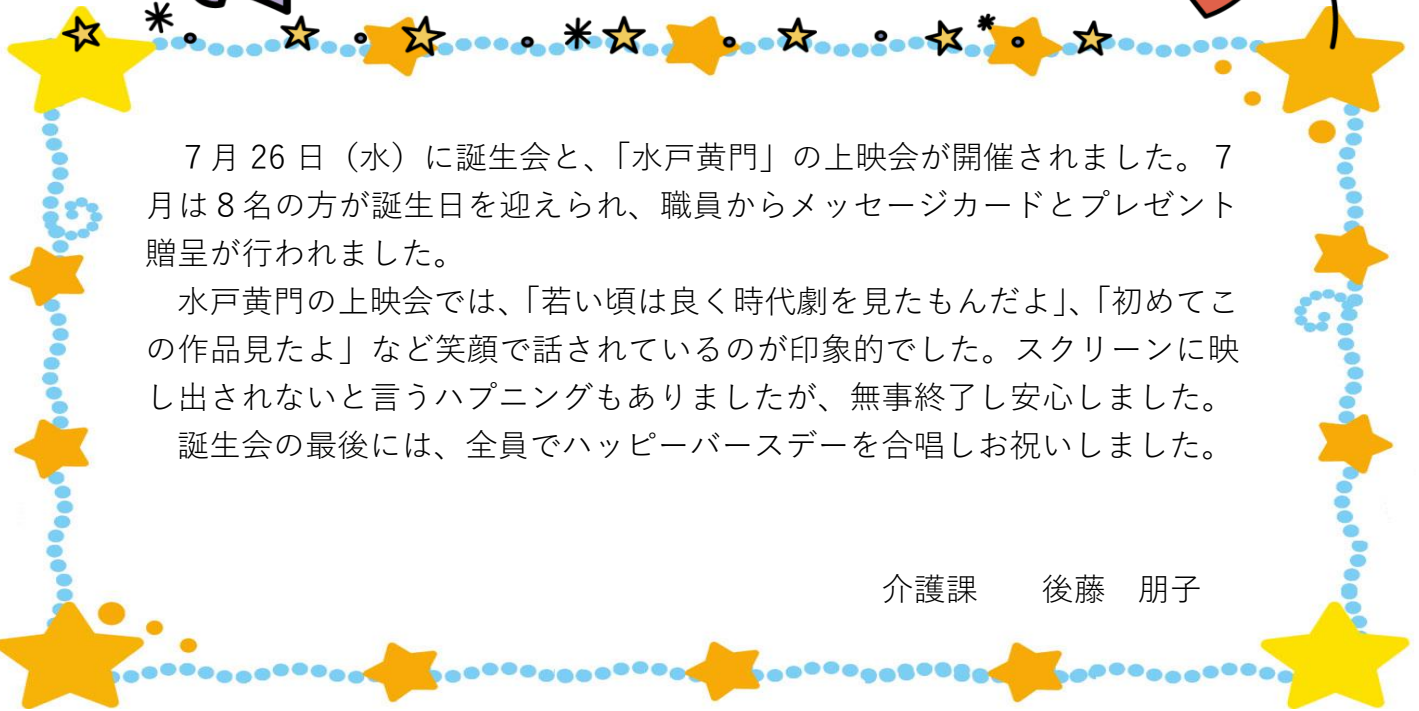 ７月 26 日（水）に誕生会と、「水戸黄門」の上映会が開催されました。７
月は８名の方が誕生日を迎えられ、職員からメッセージカードとプレゼント
贈呈が行われました。
水戸黄門の上映会では、「若い頃は良く時代劇を見たもんだよ」、「初めてこ
の作品見たよ」など笑顔で話されているのが印象的でした。スクリーンに映
し出されないと言うハプニングもありましたが、無事終了し安心しました。
誕生会の最後には、全員でハッピーバースデーを合唱しお祝いしました。
介護課　　後藤　朋子